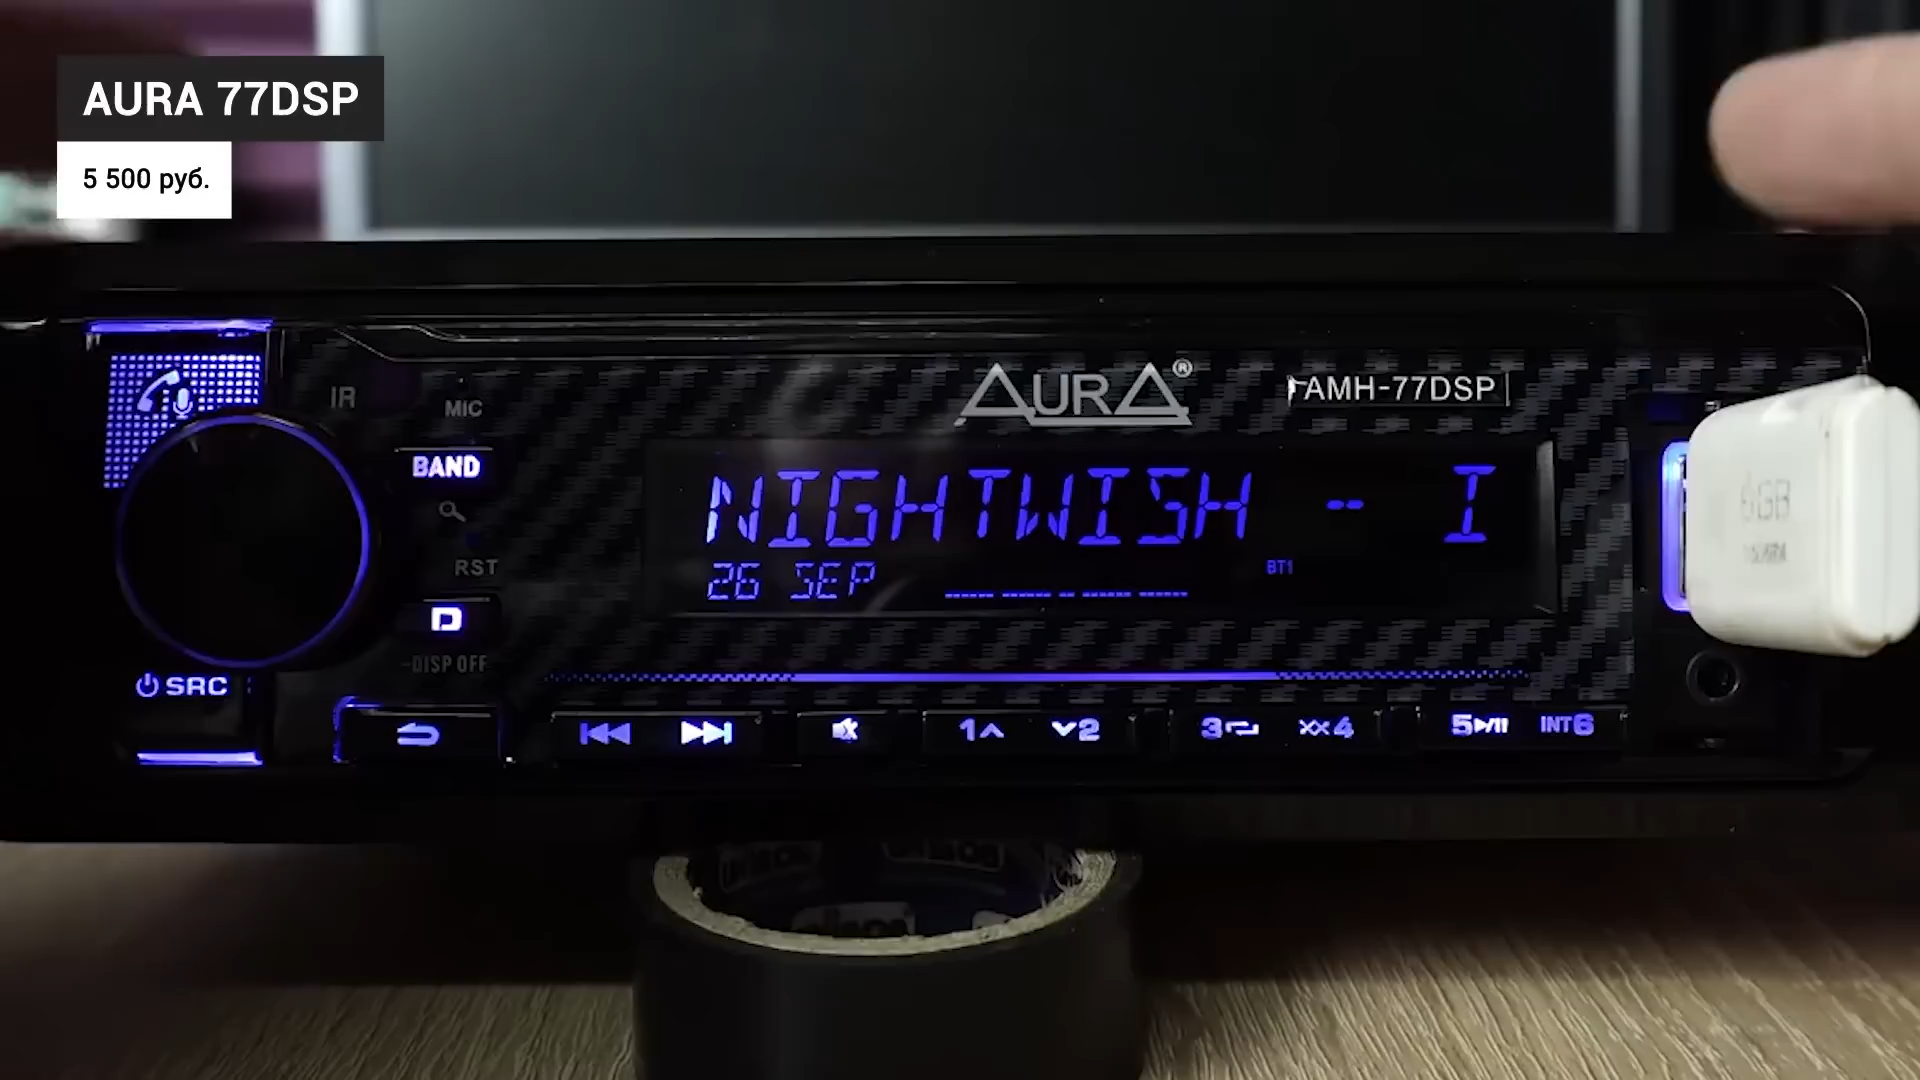 AURA 77DSP
5 500 руб.
AURA®
AMH-77DSP
IR
MIC
BAND
NIGHTWISH -- I
26 SEP
BT1
RST
D
-DISP OFF
SRC
1
2
3
4
5
INT6